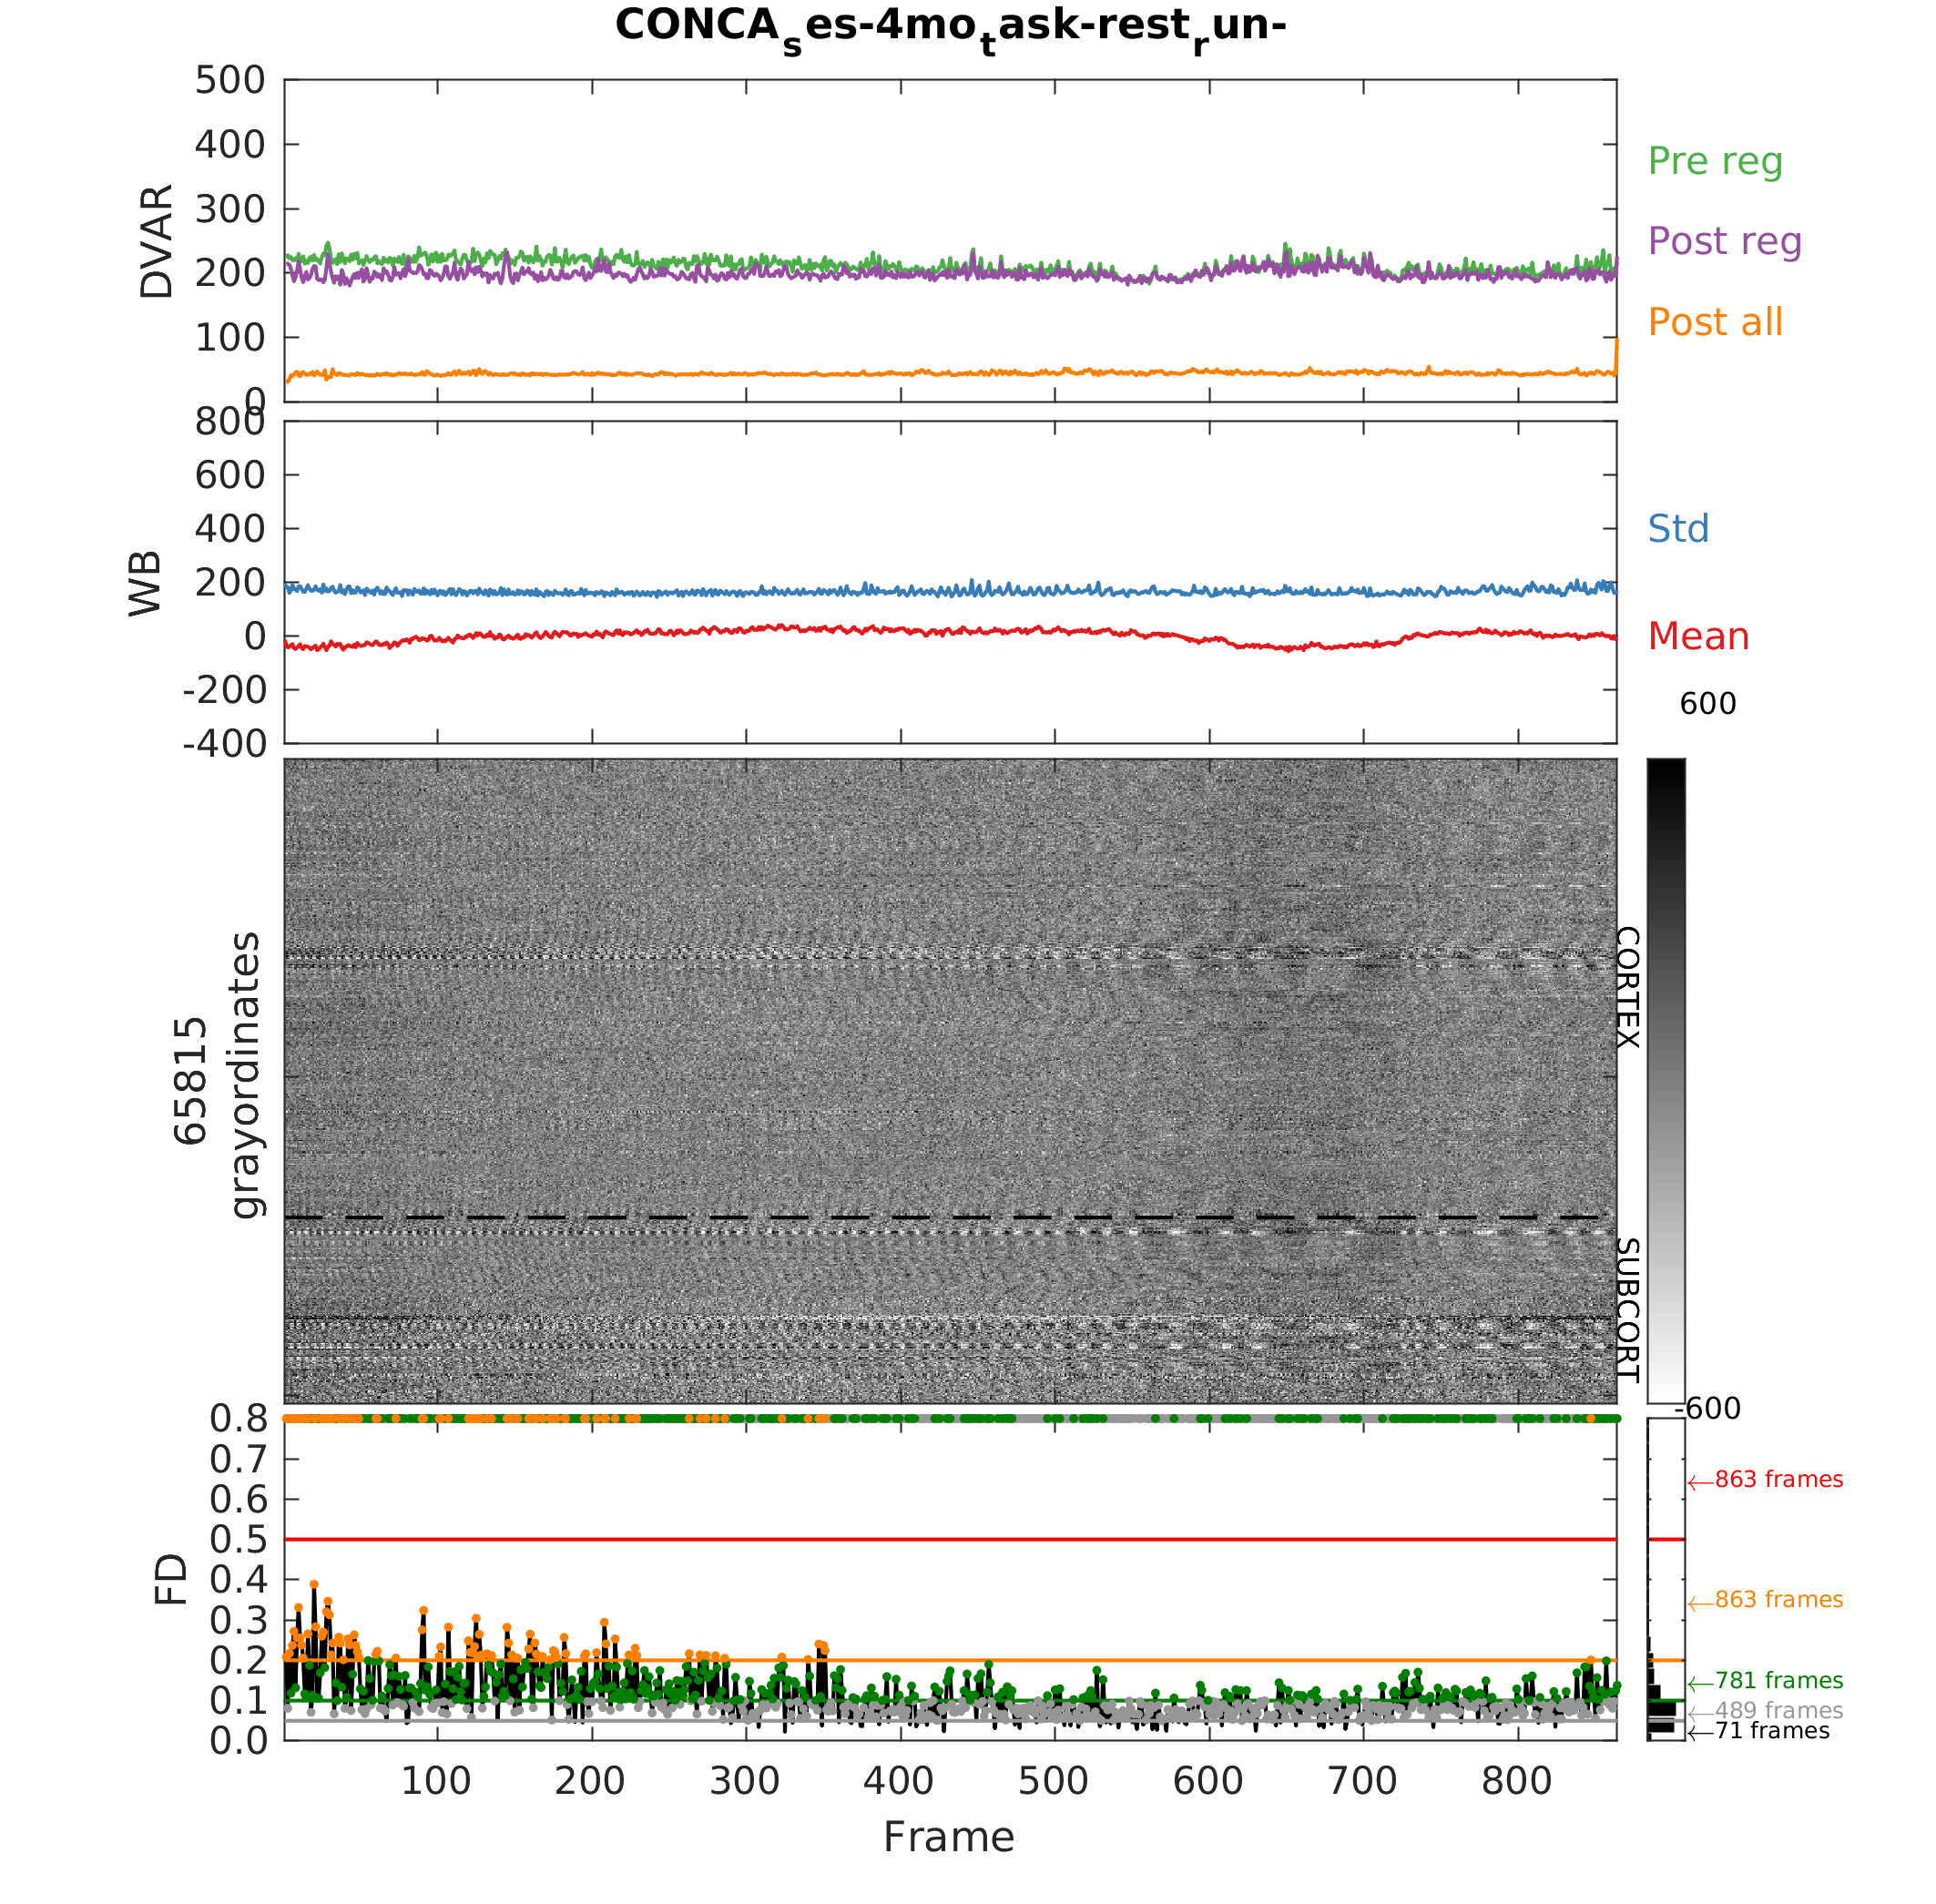 CONCAses-4motask-restrun-
500
400
300
200
100
0
DVAR
Pre reg
Post reg
Post all
800
600
400
200
0
-200
-400
WB
Std
Mean
600
65815
grayordinates
CORTEX
SUBCORT
-600
0.8
0.7
0.6
0.5
0.4
0.3
0.2
0.1
0.0
FD
←863 frames
←863 frames
←781 frames
←489 frames
←71 frames
100 200 300 400 500 600 700 800
Frame